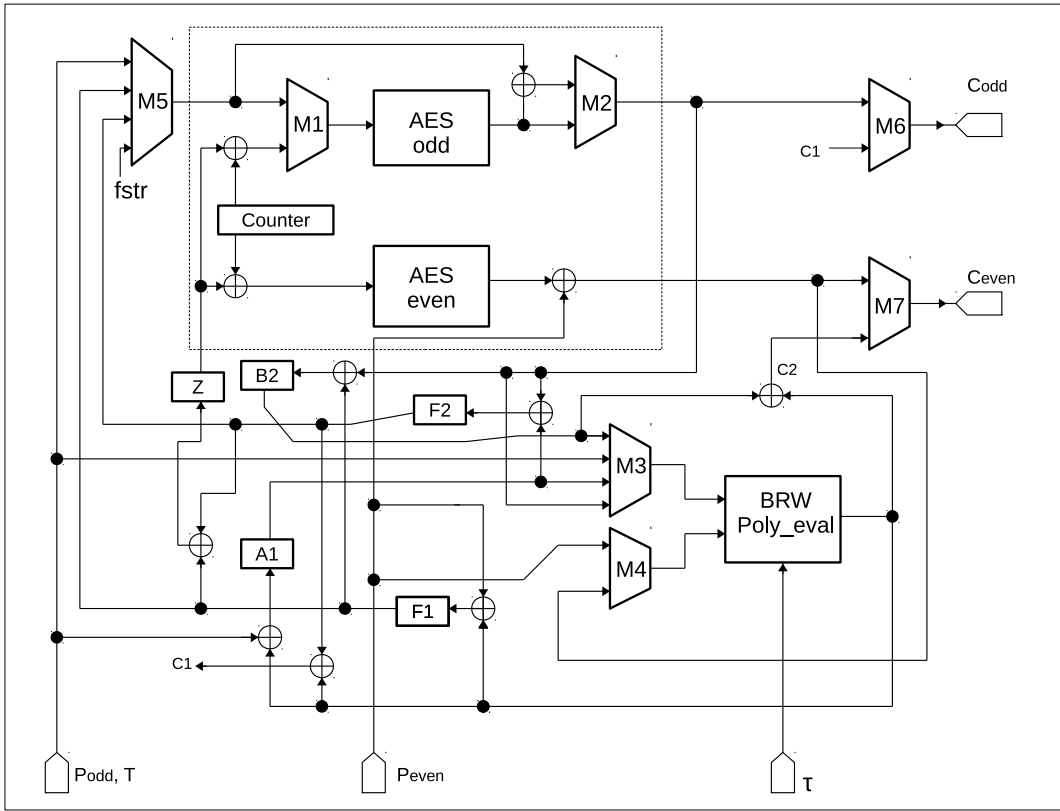 Codd
M5
M2
M1
AES
odd
M6
C1
fstr
Counter
AES
even
Ceven
M7
B2
C2
Z
F2
M3
BRW
Poly_eval
A1
M4
F1
C1
Podd, T
Peven
τ